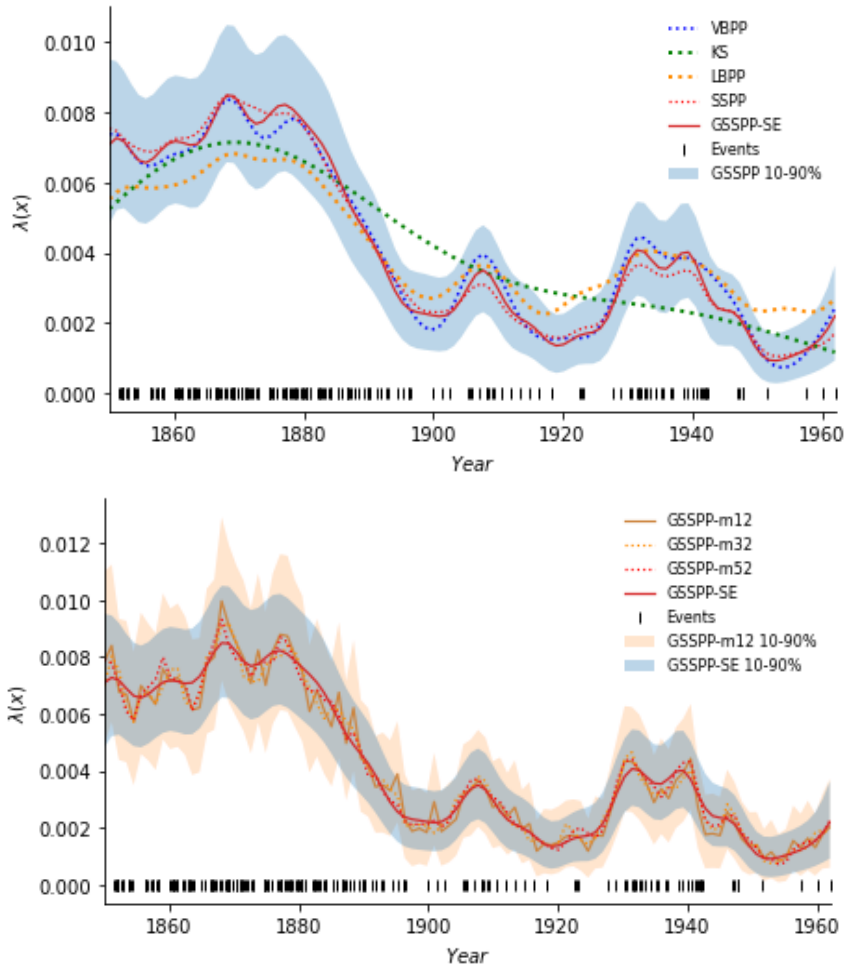 0.010
0.008
0.006
0.004
0.002
0.000
λ(x)
1860
1880
1900
1920
1940
1960
Year
VBPP
KS
LBPP
SSPP
GSSPP-SE
Events
GSSPP 10-90%
0.012
0.010
0.008
0.006
0.004
0.002
0.000
λ(x)
1860
1880
1900
1920
1940
1960
Year
GSSPP-m12
GSSPP-m32
GSSPP-m52
GSSPP-SE
Events
GSSPP-m12 10-90%
GSSPP-SE 10-90%